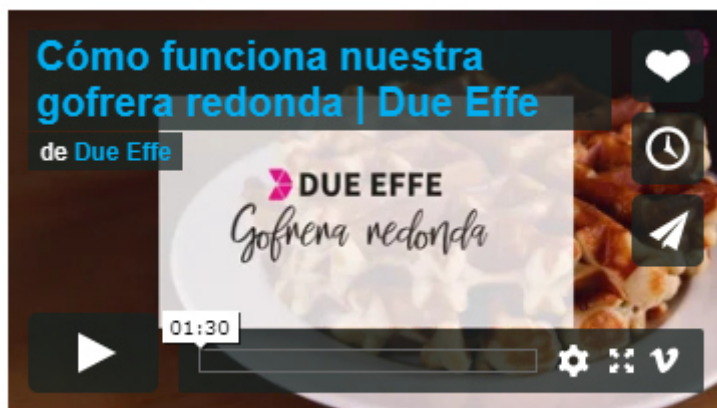 Cómo funciona nuestra
gofrera redonda | Due Effe
de Due Effe
DUE EFFE
Gofrera redonda
01:30